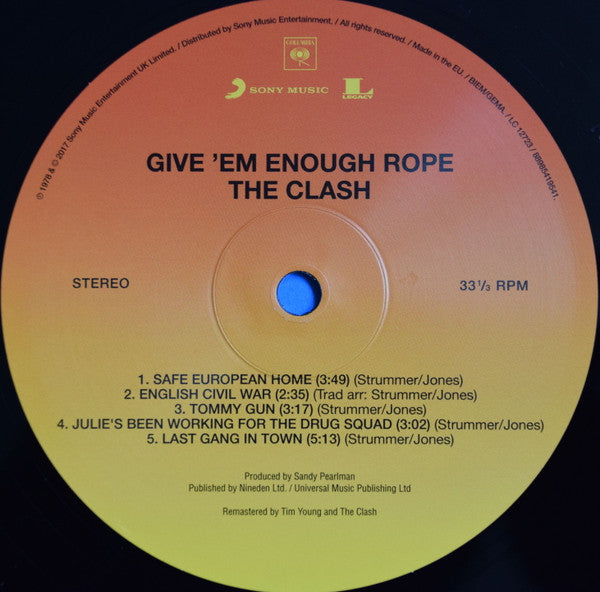 ℗ 1978 & © 2017 Sony Music Entertainment UK Limited. / Distributed by Sony Music Entertainment. / All rights reserved. / Made in the EU. / BIEM/GEMA. / LC 12723 / 88985419541.
COLUMBIA
SONY MUSIC
L
LEGACY
GIVE 'EM ENOUGH ROPE
THE CLASH
STEREO
33 1/3 RPM
1. SAFE EUROPEAN HOME (3:49) (Strummer/Jones)
2. ENGLISH CIVIL WAR (2:35) (Trad arr: Strummer/Jones)
3. TOMMY GUN (3:17) (Strummer/Jones)
4. JULIE'S BEEN WORKING FOR THE DRUG SQUAD (3:02) (Strummer/Jones)
5. LAST GANG IN TOWN (5:13) (Strummer/Jones)
Produced by Sandy Pearlman
Published by Nineden Ltd. / Universal Music Publishing Ltd
Remastered by Tim Young and The Clash